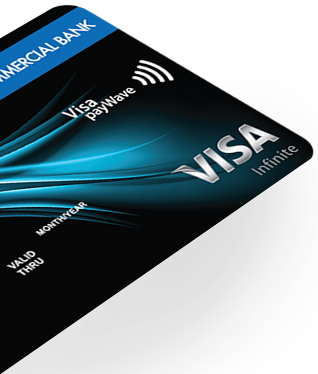 MMERCIAL BANK
Visa
payWave
VISA
Infinite
MONTH/YEAR
VALID
THRU